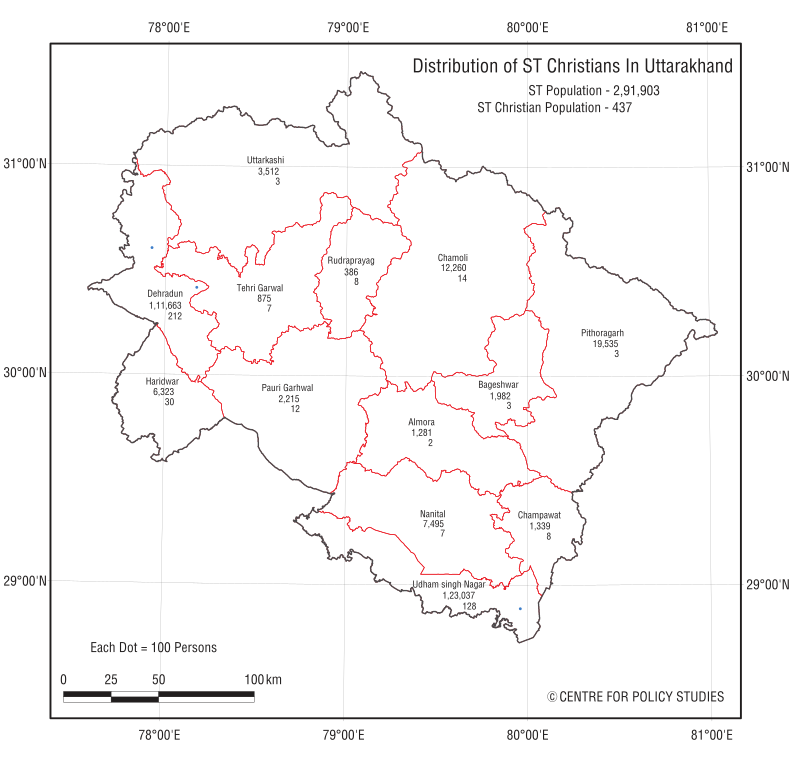 78°00'E 79°00'E 80°00'E 81°00'E
Distribution of ST Christians In Uttarakhand
ST Population - 2,91,903
ST Christian Population - 437
31°00'N
31°00'N
Uttarkashi
3,512
3
Chamoli
12,260
14
Rudraprayag
386
8
Tehri Garwal
875
7
Dehradun
1,11,663
212
Pithoragarh
19,535
3
30°00'N
30°00'N
Haridwar
6,323
30
Pauri Garhwal
2,215
12
Bageshwar
1,982
3
Almora
1,281
2
Nanital
7,495
7
Champawat
1,339
8
29°00'N
29°00'N
Udham singh Nagar
1,23,037
128
Each Dot = 100 Persons
0 25 50 100 km
© CENTRE FOR POLICY STUDIES
78°00'E 79°00'E 80°00'E 81°00'E